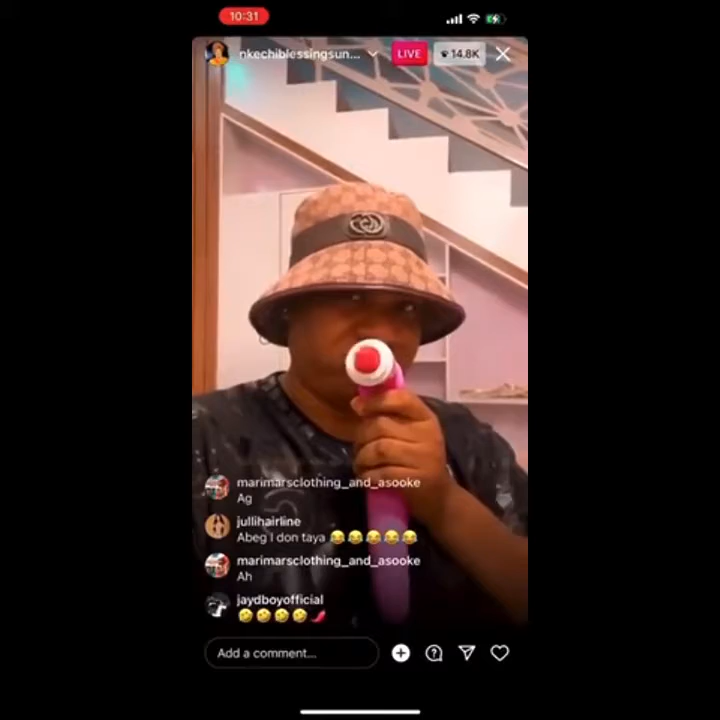 10:31
nkechiblessingsun...
LIVE
14.8K
marimarsclothing_and_asooke
Ag
jullihairline
Abeg I don taya 😂😂😂😂😂
marimarsclothing_and_asooke
Ah
jaydboyofficial
🤣🤣🤣🤣🌶️
Add a comment...